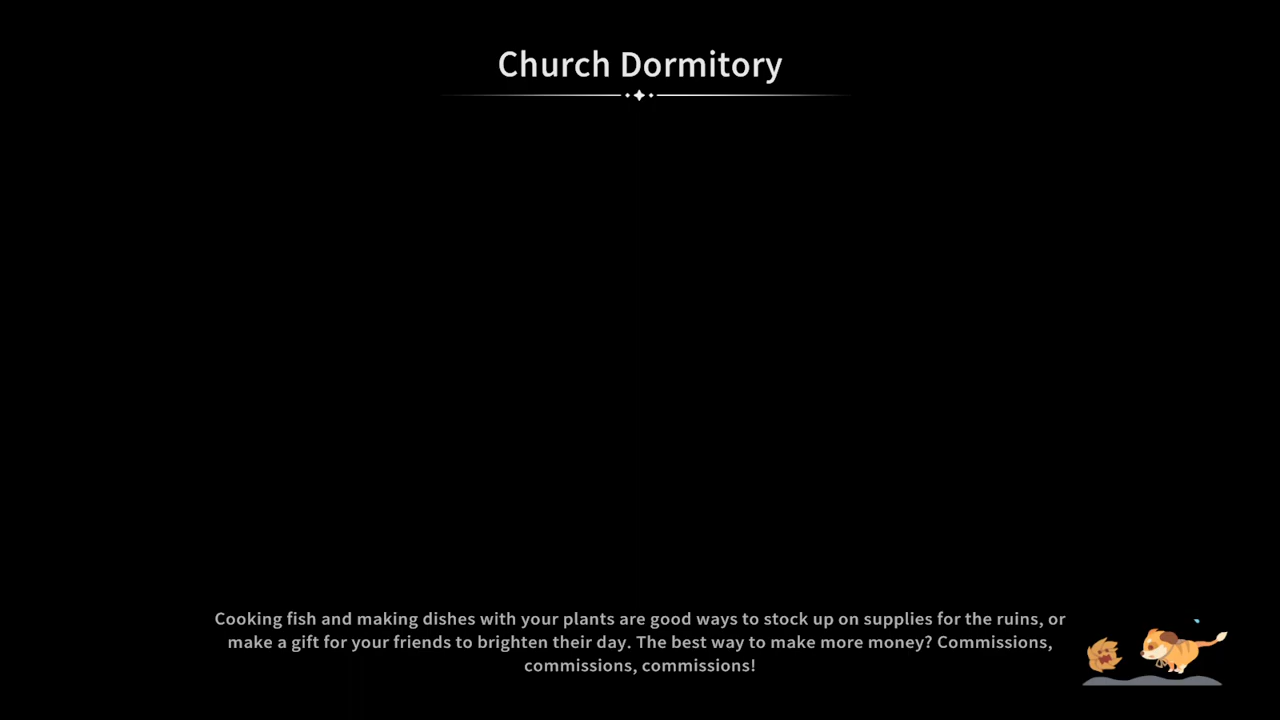 Church Dormitory
Cooking fish and making dishes with your plants are good ways to stock up on supplies for the ruins, or
make a gift for your friends to brighten their day. The best way to make more money? Commissions,
commissions, commissions!